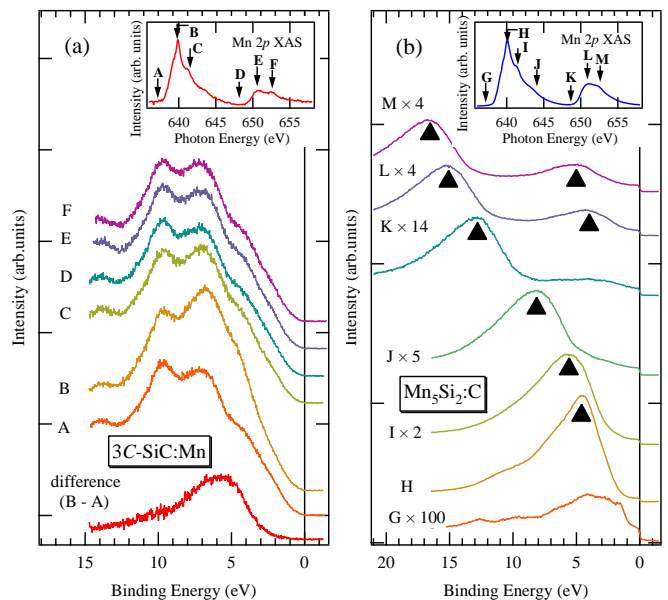 (a)
Mn 2p XAS
Intensity (arb. units)
A
B
C
D
E
F
640
645
650
655
Photon Energy (eV)
F
E
D
C
B
A
3C-SiC:Mn
difference
(B - A)
Intensity (arb.units)
15
10
5
0
Binding Energy (eV)
(b)
Mn 2p XAS
Intensity (arb. units)
G
H
I
J
K
L
M
640
645
650
655
Photon Energy (eV)
M × 4
L × 4
K × 14
J × 5
Mn5Si2:C
I × 2
H
G × 100
Intensity (arb.units)
20
15
10
5
0
Binding Energy (eV)